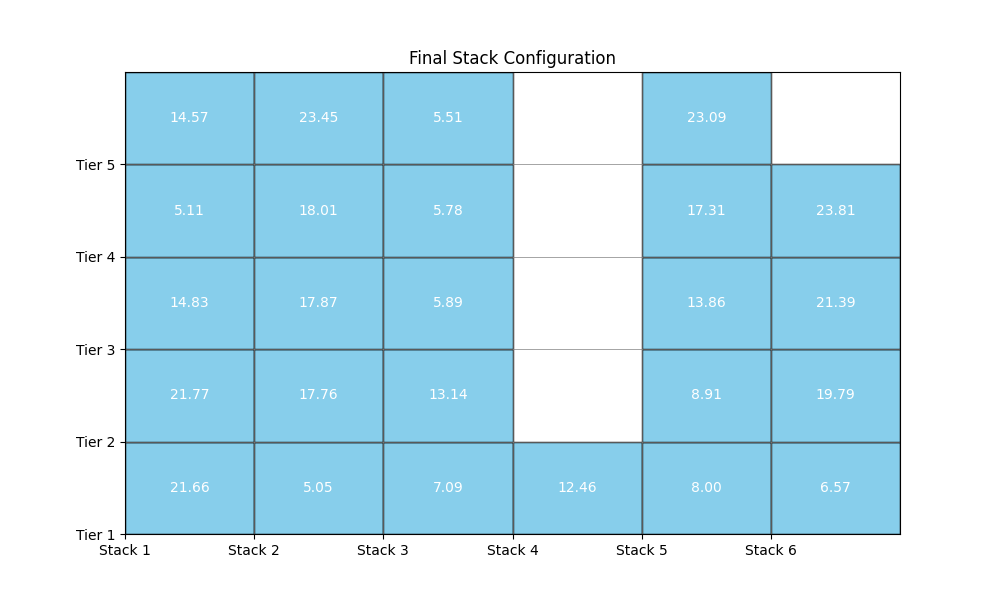 Final Stack Configuration
14.57 23.45 5.51 23.09
Tier 5
5.11 18.01 5.78 17.31 23.81
Tier 4
14.83 17.87 5.89 13.86 21.39
Tier 3
21.77 17.76 13.14 8.91 19.79
Tier 2
21.66 5.05 7.09 12.46 8.00 6.57
Tier 1
Stack 1 Stack 2 Stack 3 Stack 4 Stack 5 Stack 6